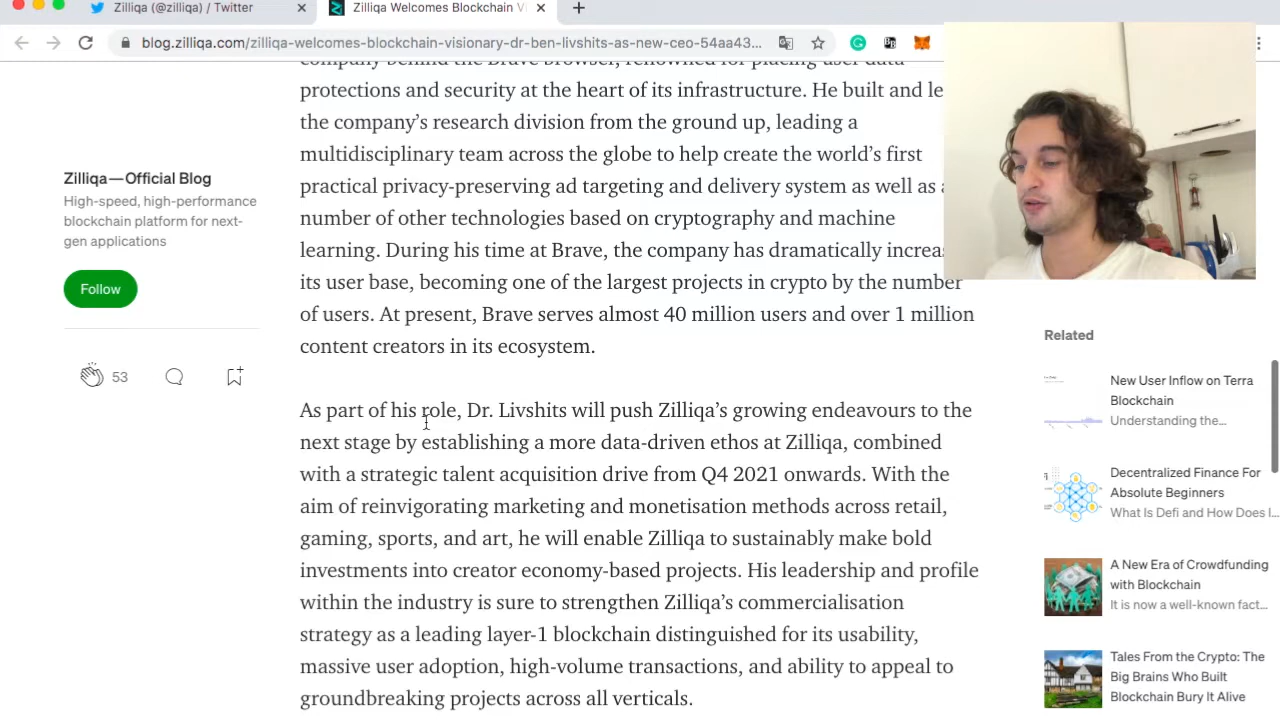 Zilliqa (@zilliqa) / Twitter
Zilliqa Welcomes Blockchain Vi
blog.zilliqa.com/zilliqa-welcomes-blockchain-visionary-dr-ben-livshits-as-new-ceo-54aa43...
company behind the Brave browser, renowned for placing user data
protections and security at the heart of its infrastructure. He built and le
the company's research division from the ground up, leading a
multidisciplinary team across the globe to help create the world's first
practical privacy-preserving ad targeting and delivery system as well as a
number of other technologies based on cryptography and machine
learning. During his time at Brave, the company has dramatically increas
its user base, becoming one of the largest projects in crypto by the number
of users. At present, Brave serves almost 40 million users and over 1 million
content creators in its ecosystem.
As part of his role, Dr. Livshits will push Zilliqa's growing endeavours to the
next stage by establishing a more data-driven ethos at Zilliqa, combined
with a strategic talent acquisition drive from Q4 2021 onwards. With the
aim of reinvigorating marketing and monetisation methods across retail,
gaming, sports, and art, he will enable Zilliqa to sustainably make bold
investments into creator economy-based projects. His leadership and profile
within the industry is sure to strengthen Zilliqa's commercialisation
strategy as a leading layer-1 blockchain distinguished for its usability,
massive user adoption, high-volume transactions, and ability to appeal to
groundbreaking projects across all verticals.
Zilliqa — Official Blog
High-speed, high-performance
blockchain platform for next-
gen applications
Follow
53
Related
New User Inflow on Terra
Blockchain
Understanding the...
Decentralized Finance For
Absolute Beginners
What Is Defi and How Does I...
A New Era of Crowdfunding
with Blockchain
It is now a well-known fact...
Tales From the Crypto: The
Big Brains Who Built
Blockchain Bury It Alive